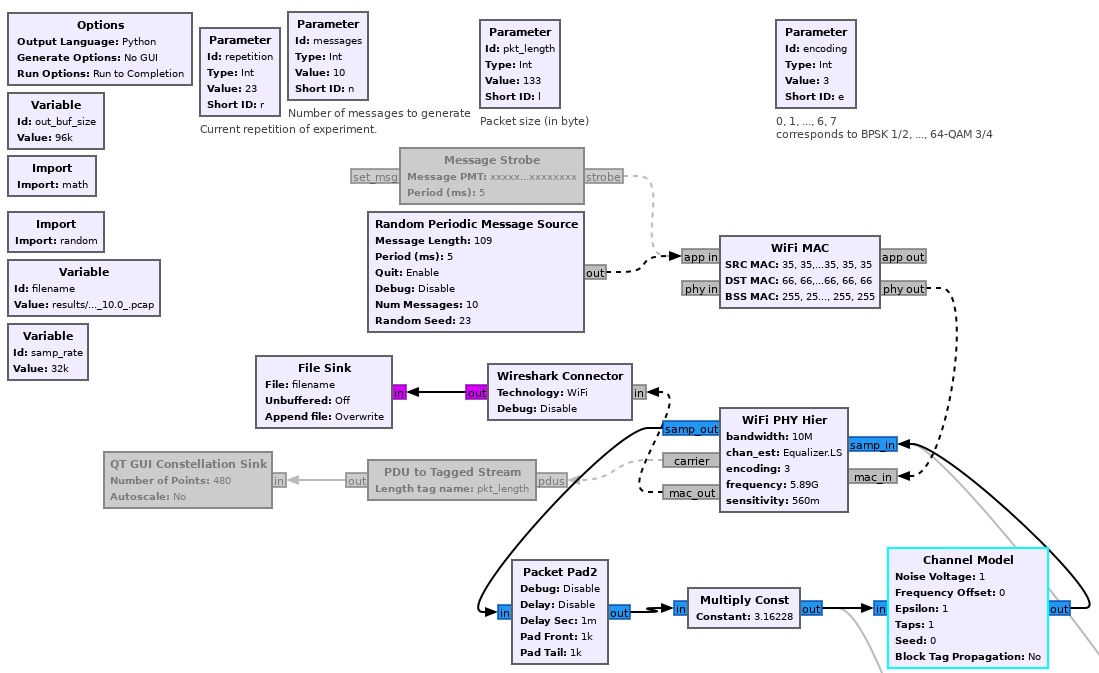 Options
Output Language: Python
Generate Options: No GUI
Run Options: Run to Completion
Parameter
Id: repetition
Type: Int
Value: 23
Short ID: r
Current repetition of experiment.
Parameter
Id: messages
Type: Int
Value: 10
Short ID: n
Number of messages to generate
Parameter
Id: pkt_length
Type: Int
Value: 133
Short ID: l
Packet size (in byte)
Parameter
Id: encoding
Type: Int
Value: 3
Short ID: e
0, 1, ..., 6, 7
corresponds to BPSK 1/2, ..., 64-QAM 3/4
Variable
Id: out_buf_size
Value: 96k
Import
Import: math
Import
Import: random
Variable
Id: filename
Value: results/..._10.0_.pcap
Variable
Id: samp_rate
Value: 32k
set_msg
Message Strobe
Message PMT: xxxxx...xxxxxxxx
Period (ms): 5
strobe
Random Periodic Message Source
Message Length: 109
Period (ms): 5
Quit: Enable
Debug: Disable
Num Messages: 10
Random Seed: 23
out
app in
phy in
WiFi MAC
SRC MAC: 35, 35,...35, 35, 35
DST MAC: 66, 66,...66, 66, 66
BSS MAC: 255, 25..., 255, 255
app out
phy out
File Sink
File: filename
Unbuffered: Off
Append file: Overwrite
in
out
Wireshark Connector
Technology: WiFi
Debug: Disable
in
samp_out
carrier
mac_out
WiFi PHY Hier
bandwidth: 10M
chan_est: Equalizer.LS
encoding: 3
frequency: 5.89G
sensitivity: 560m
samp_in
mac_in
QT GUI Constellation Sink
Number of Points: 480
Autoscale: No
in
out
PDU to Tagged Stream
Length tag name: pkt_length
pdus
in
Packet Pad2
Debug: Disable
Delay: Disable
Delay Sec: 1m
Pad Front: 1k
Pad Tail: 1k
out
in
Multiply Const
Constant: 3.16228
out
in
Channel Model
Noise Voltage: 1
Frequency Offset: 0
Epsilon: 1
Taps: 1
Seed: 0
Block Tag Propagation: No
out